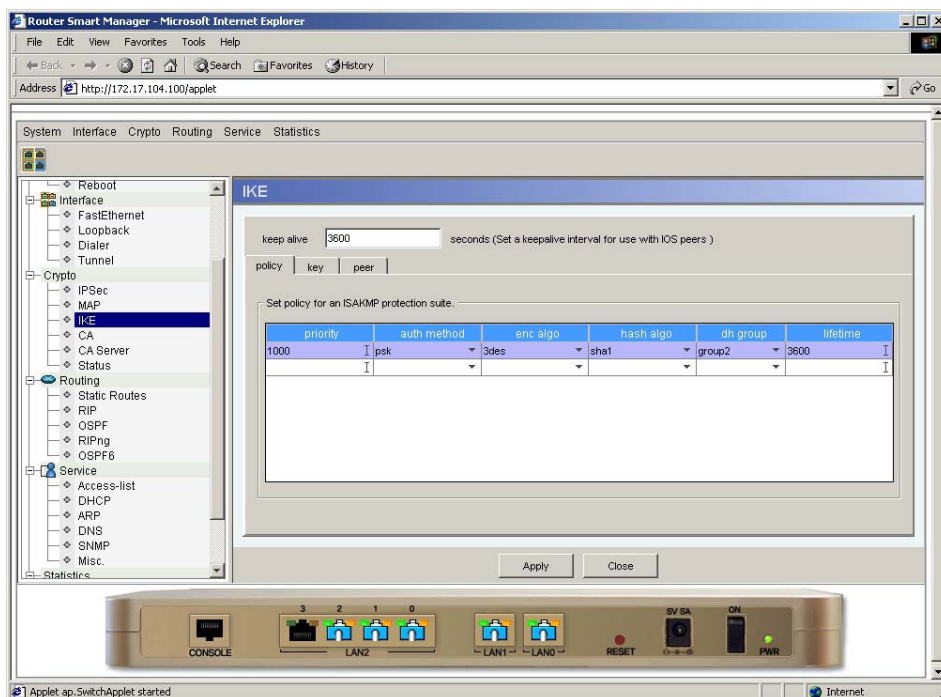 Router Smart Manager - Microsoft Internet Explorer
File Edit View Favorites Tools Help
Back Search Favorites History
Address http://172.17.104.100/applet Go
System Interface Crypto Routing Service Statistics
Reboot
Interface
FastEthernet
Loopback
Dialer
Tunnel
Crypto
IPSec
MAP
IKE
CA
CA Server
Status
Routing
Static Routes
RIP
OSPF
RIPng
OSPF6
Service
Access-list
DHCP
ARP
DNS
SNMP
Misc.
Statistics
IKE
keep alive 3600 seconds (Set a keepalive interval for use with IOS peers )
policy key peer
Set policy for an ISAKMP protection suite.
priority auth method enc algo hash algo dh group lifetime
1000 psk 3des sha1 group2 3600
Apply Close
3 2 1 0 5V 5A ON
CONSOLE LAN2 LAN1 LAN0 RESET PWR
Applet ap.SwitchApplet started Internet